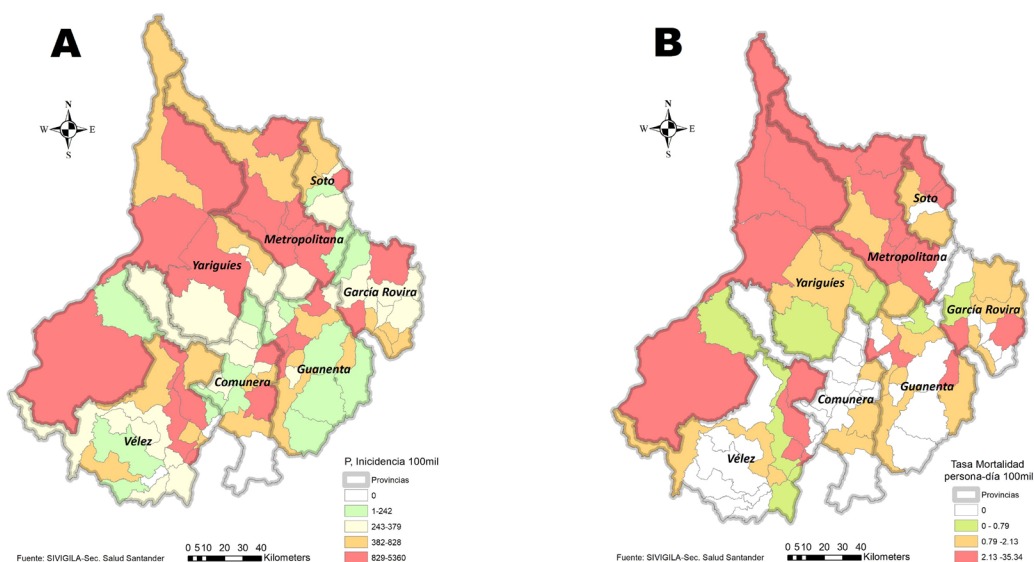 A
N
W E
S
Soto
Metropolitana
Yariguíes
García Rovira
Guanenta
Comunera
Vélez
P, Inicidencia 100mil
Provincias
0
1-242
243-379
382-828
829-5360
Fuente: SIVIGILA-Sec. Salud Santander
0 5 10 20 30 40
Kilometers
B
N
W E
S
Soto
Metropolitana
Yariguíes
García Rovira
Guanenta
Comunera
Vélez
Tasa Mortalidad
persona-día 100mil
Provincias
0
0 - 0.79
0.79 -2.13
2.13 -35.34
Fuente: SIVIGILA-Sec. Salud Santander
0 5 10 20 30 40
Kilometers